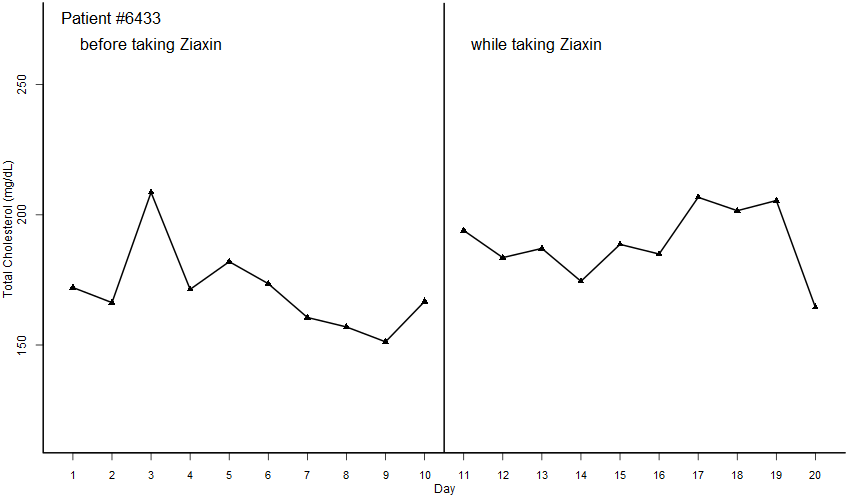 Patient #6433
before taking Ziaxin
while taking Ziaxin
Total Cholesterol (mg/dL)
250
200
150
1 2 3 4 5 6 7 8 9 10 11 12 13 14 15 16 17 18 19 20
Day